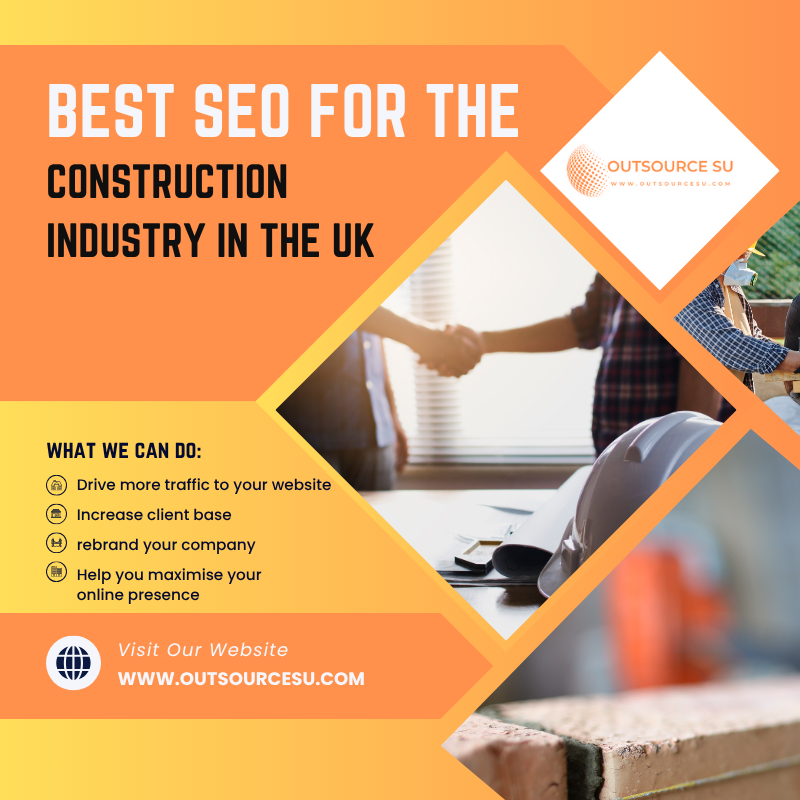 BEST SEO FOR THE
CONSTRUCTION
INDUSTRY IN THE UK
OUTSOURCE SU
WWW.OUTSOURCESU.COM
WHAT WE CAN DO:
Drive more traffic to your website
Increase client base
rebrand your company
Help you maximise your
online presence
Visit Our Website
WWW.OUTSOURCESU.COM